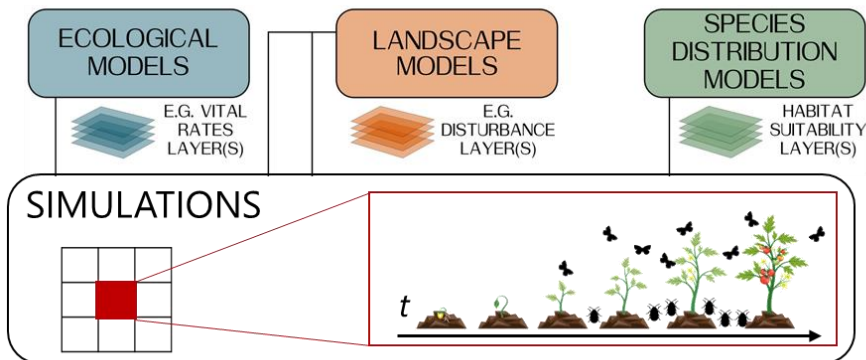 ECOLOGICAL
MODELS
LANDSCAPE
MODELS
SPECIES
DISTRIBUTION
MODELS
E.G. VITAL
RATES
LAYER(S)
E.G.
DISTURBANCE
LAYER(S)
HABITAT
SUITABILITY
LAYER(S)
SIMULATIONS
t